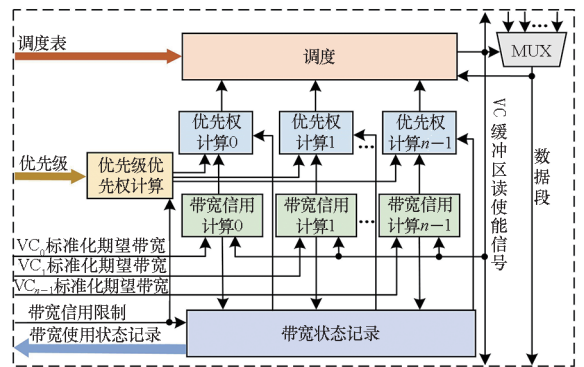 调度表
调度
MUX
优先权
计算0
优先权
计算1
...
优先权
计算n−1
优先级
优先级优
先权计算
带宽信用
计算0
带宽信用
计算1
...
带宽信用
计算n−1
VC0标准化期望带宽
VC1标准化期望带宽
VCn−1标准化期望带宽
带宽信用限制
带宽使用状态记录
带宽状态记录
VC缓冲区读使能信号
数据段
...